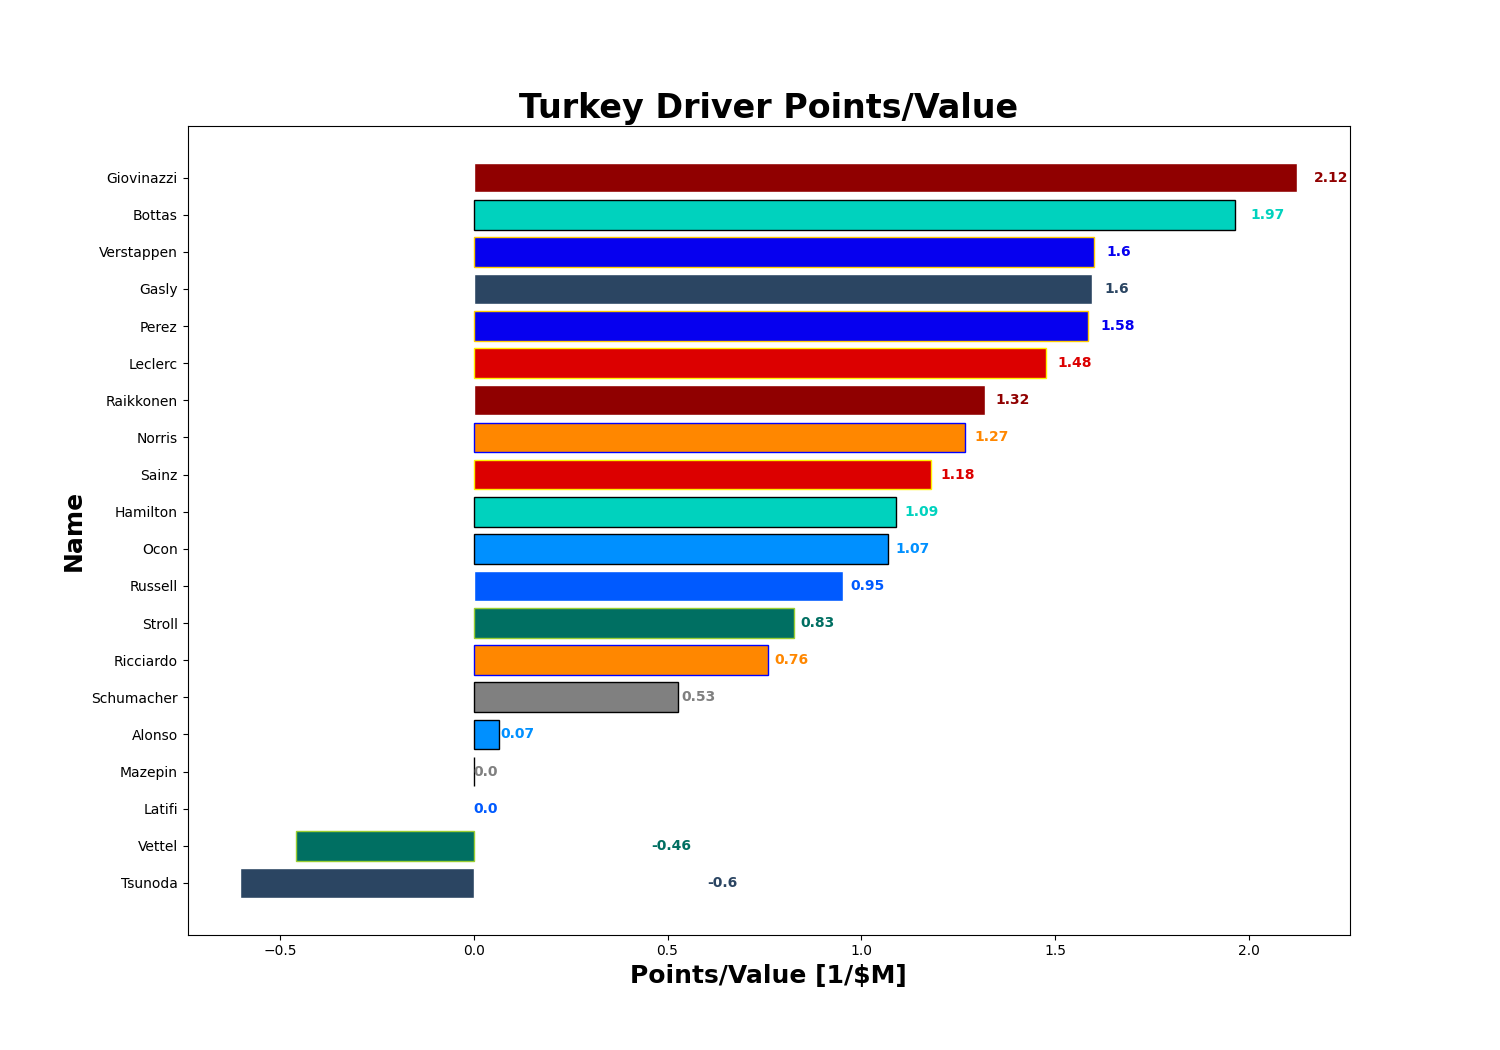 Turkey Driver Points/Value
Giovinazzi 2.12
Bottas 1.97
Verstappen 1.6
Gasly 1.6
Perez 1.58
Leclerc 1.48
Raikkonen 1.32
Norris 1.27
Sainz 1.18
Hamilton 1.09
Ocon 1.07
Russell 0.95
Stroll 0.83
Ricciardo 0.76
Schumacher 0.53
Alonso 0.07
Mazepin 0.0
Latifi 0.0
Vettel -0.46
Tsunoda -0.6
Name
−0.5 0.0 0.5 1.0 1.5 2.0
Points/Value [1/$M]